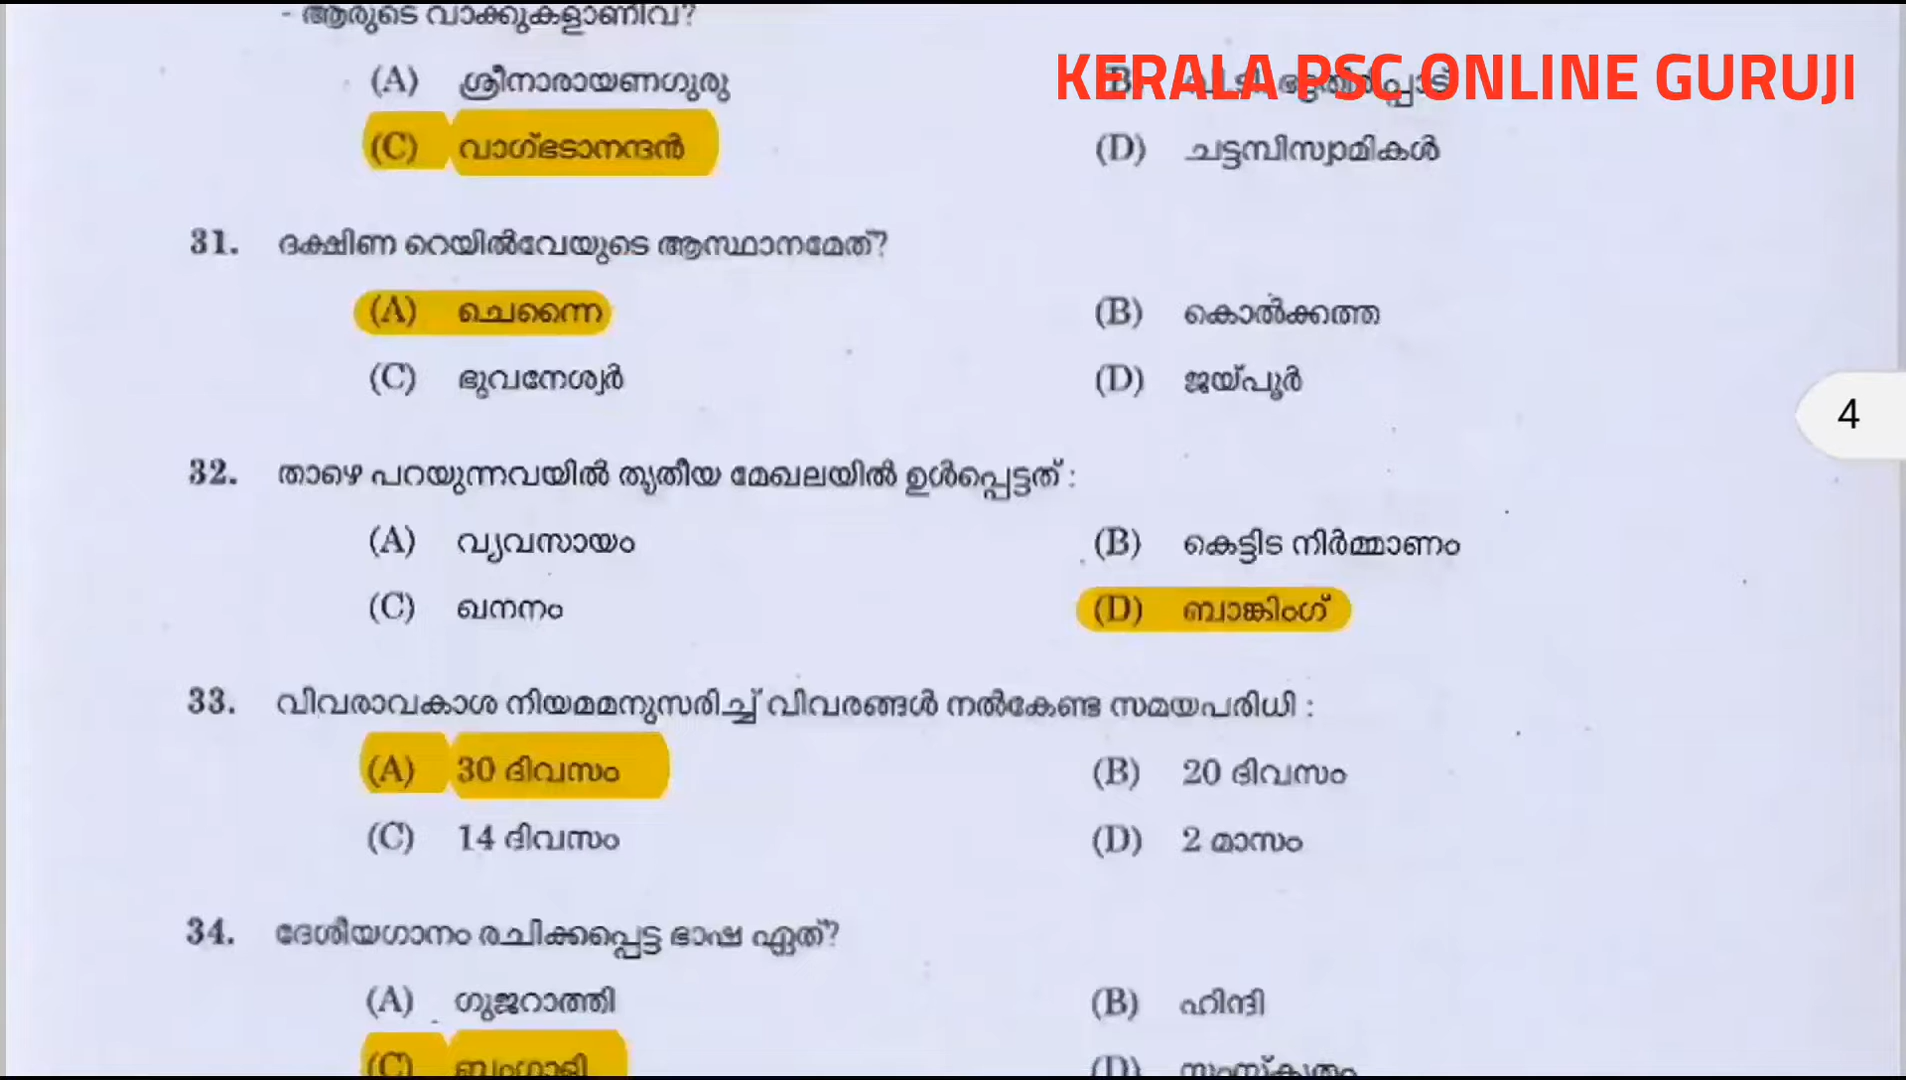 - ആരുടെ വാക്കുകളാണിവ?
KERALA PSC ONLINE GURUJI
(A) ശ്രീനാരായണഗുരു (B)
(C) വാഗ്ഭടാനന്ദൻ (D) ചട്ടമ്പിസ്വാമികൾ
31. ദക്ഷിണ റെയിൽവേയുടെ ആസ്ഥാനമേത്?
(A) ചെന്നൈ (B) കൊൽക്കത്ത
(C) ഭുവനേശ്വർ (D) ജയ്പൂർ
4
32. താഴെ പറയുന്നവയിൽ തൃതീയ മേഖലയിൽ ഉൾപ്പെട്ടത് :
(A) വ്യവസായം (B) കെട്ടിട നിർമ്മാണം
(C) ഖനനം (D) ബാങ്കിംഗ്
33. വിവരാവകാശ നിയമമനുസരിച്ച് വിവരങ്ങൾ നൽകേണ്ട സമയപരിധി :
(A) 30 ദിവസം (B) 20 ദിവസം
(C) 14 ദിവസം (D) 2 മാസം
34. ദേശീയഗാനം രചിക്കപ്പെട്ട ഭാഷ ഏത്?
(A) ഗുജറാത്തി (B) ഹിന്ദി
(C) ബംഗാളി (D) സംസ്കൃതം